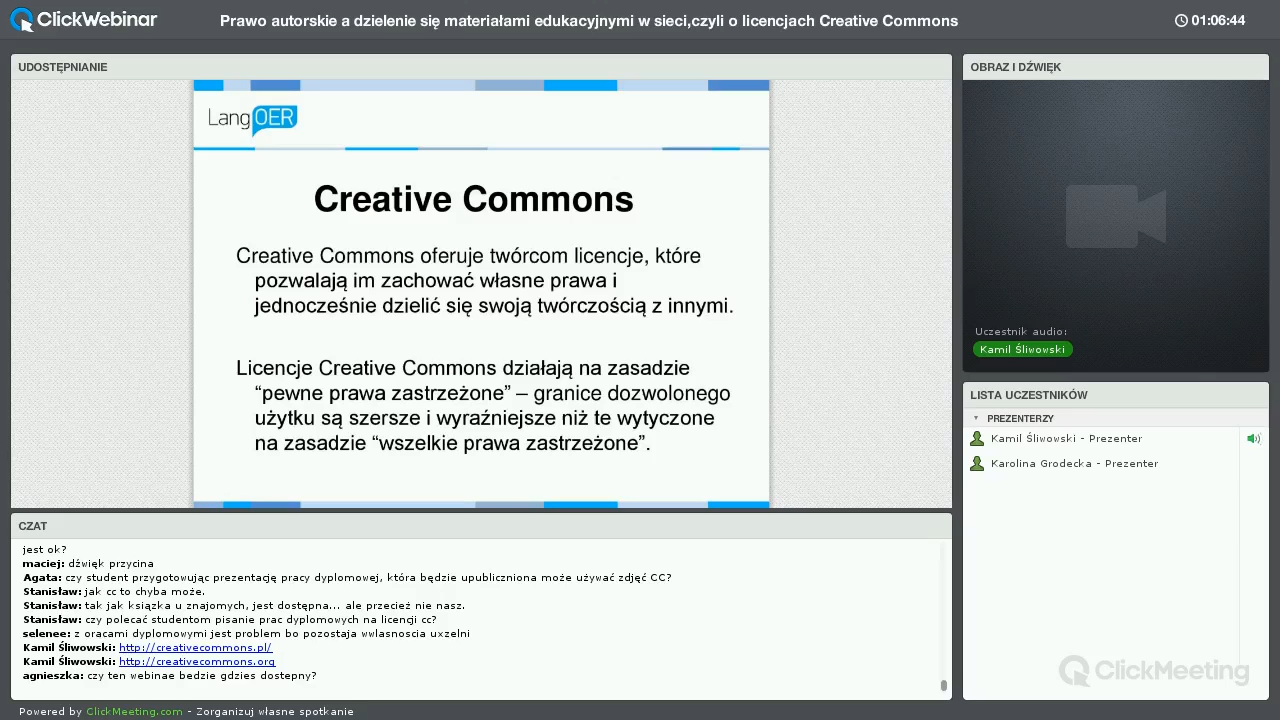 ClickWebinar
Prawo autorskie a dzielenie się materiałami edukacyjnymi w sieci,czyli o licencjach Creative Commons
01:06:44
UDOSTĘPNIANIE
LangOER
Creative Commons
Creative Commons oferuje twórcom licencje, które
pozwalają im zachować własne prawa i
jednocześnie dzielić się swoją twórczością z innymi.
Licencje Creative Commons działają na zasadzie
“pewne prawa zastrzeżone” – granice dozwolonego
użytku są szersze i wyraźniejsze niż te wytyczone
na zasadzie “wszelkie prawa zastrzeżone”.
OBRAZ I DŹWIĘK
Uczestnik audio:
Kamil Śliwowski
LISTA UCZESTNIKÓW
PREZENTERZY
Kamil Śliwowski - Prezenter
Karolina Grodecka - Prezenter
CZAT
jest ok?
maciej: dźwięk przycina
Agata: czy student przygotowując prezentację pracy dyplomowej, która będzie upubliczniona może używać zdjęć CC?
Stanisław: jak cc to chyba może.
Stanisław: tak jak książka u znajomych, jest dostępna... ale przecież nie nasz.
Stanisław: czy polecać studentom pisanie prac dyplomowych na licencji cc?
selenee: z oracami dyplomowymi jest problem bo pozostaja wwlasnoscia uxzelni
Kamil Śliwowski: http://creativecommons.pl/
Kamil Śliwowski: http://creativecommons.org
agnieszka: czy ten webinae bedzie gdzies dostepny?
ClickMeeting
Powered by ClickMeeting.com - Zorganizuj własne spotkanie